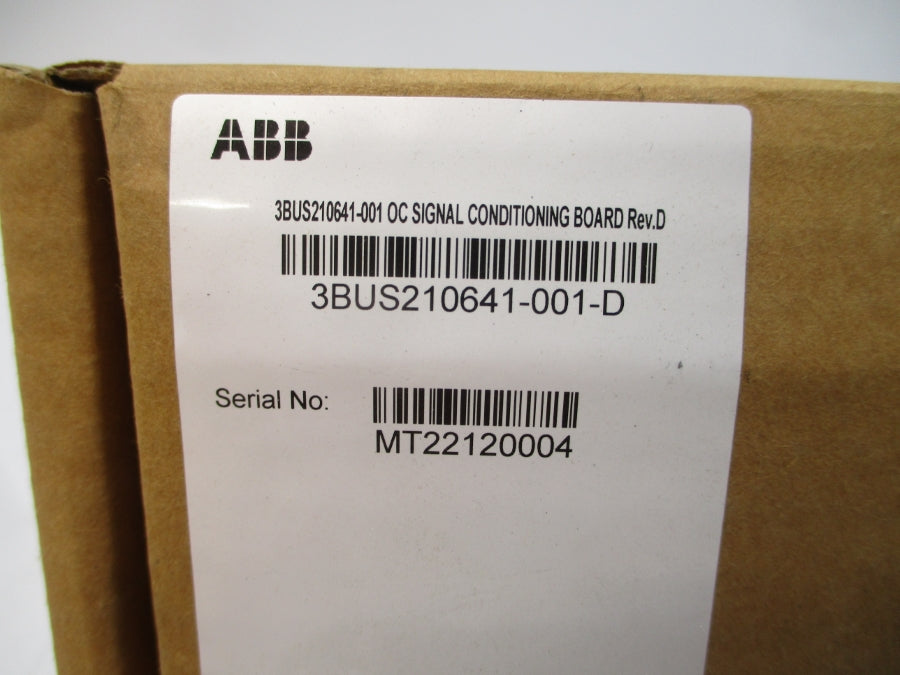 ABB
3BUS210641-001 OC SIGNAL CONDITIONING BOARD Rev.D
3BUS210641-001-D
Serial No:
MT22120004